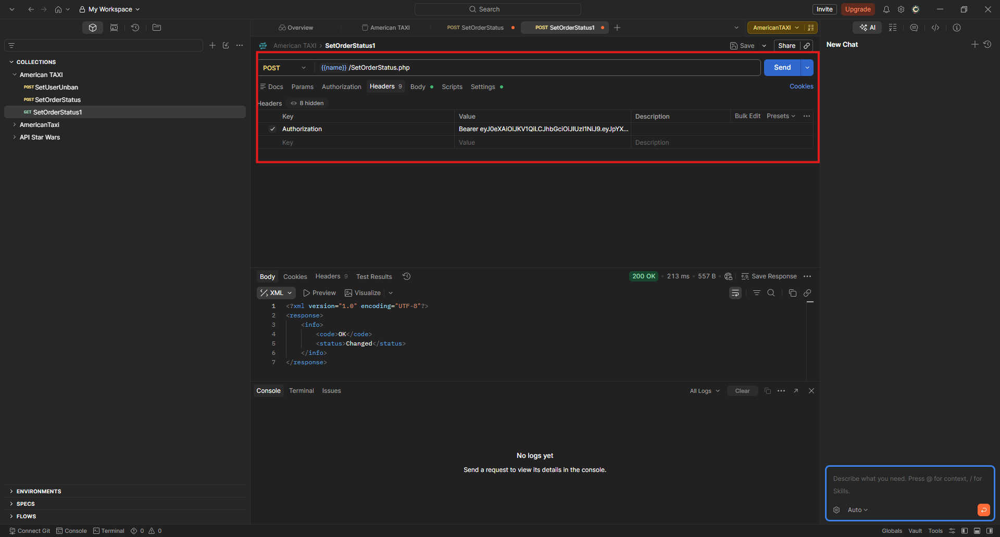 My Workspace
Search
Invite
Upgrade
Overview
American TAXI
POST SetOrderStatus
POST SetOrderStatus1
AmericanTAXI
AI
American TAXI > SetOrderStatus1
Save
Share
New Chat
COLLECTIONS
American TAXI
POST SetUserUnban
POST SetOrderStatus
GET SetOrderStatus1
AmericanTaxi
API Star Wars
POST
{{name}} /SetOrderStatus.php
Send
Docs
Params
Authorization
Headers 9
Body
Scripts
Settings
Cookies
Headers
8 hidden
Key
Value
Description
Bulk Edit
Presets
Authorization
Bearer eyJ0eXAiOiJKV1QiLCJhbGciOiJIUzI1NiJ9.eyJpYX...
Key
Value
Description
Body
Cookies
Headers 9
Test Results
200 OK
213 ms
557 B
e.g. Save Response
XML
Preview
Visualize
1 <?xml version="1.0" encoding="UTF-8"?>
2 <response>
3 <info>
4 <code>OK</code>
5 <status>Changed</status>
6 </info>
7 </response>
Console
Terminal
Issues
All Logs
Clear
No logs yet
Send a request to view its details in the console.
Describe what you need. Press @ for context, / for
Skills.
Auto
ENVIRONMENTS
SPECS
FLOWS
Connect Git
Console
Terminal
0
0
Globals
Vault
Tools